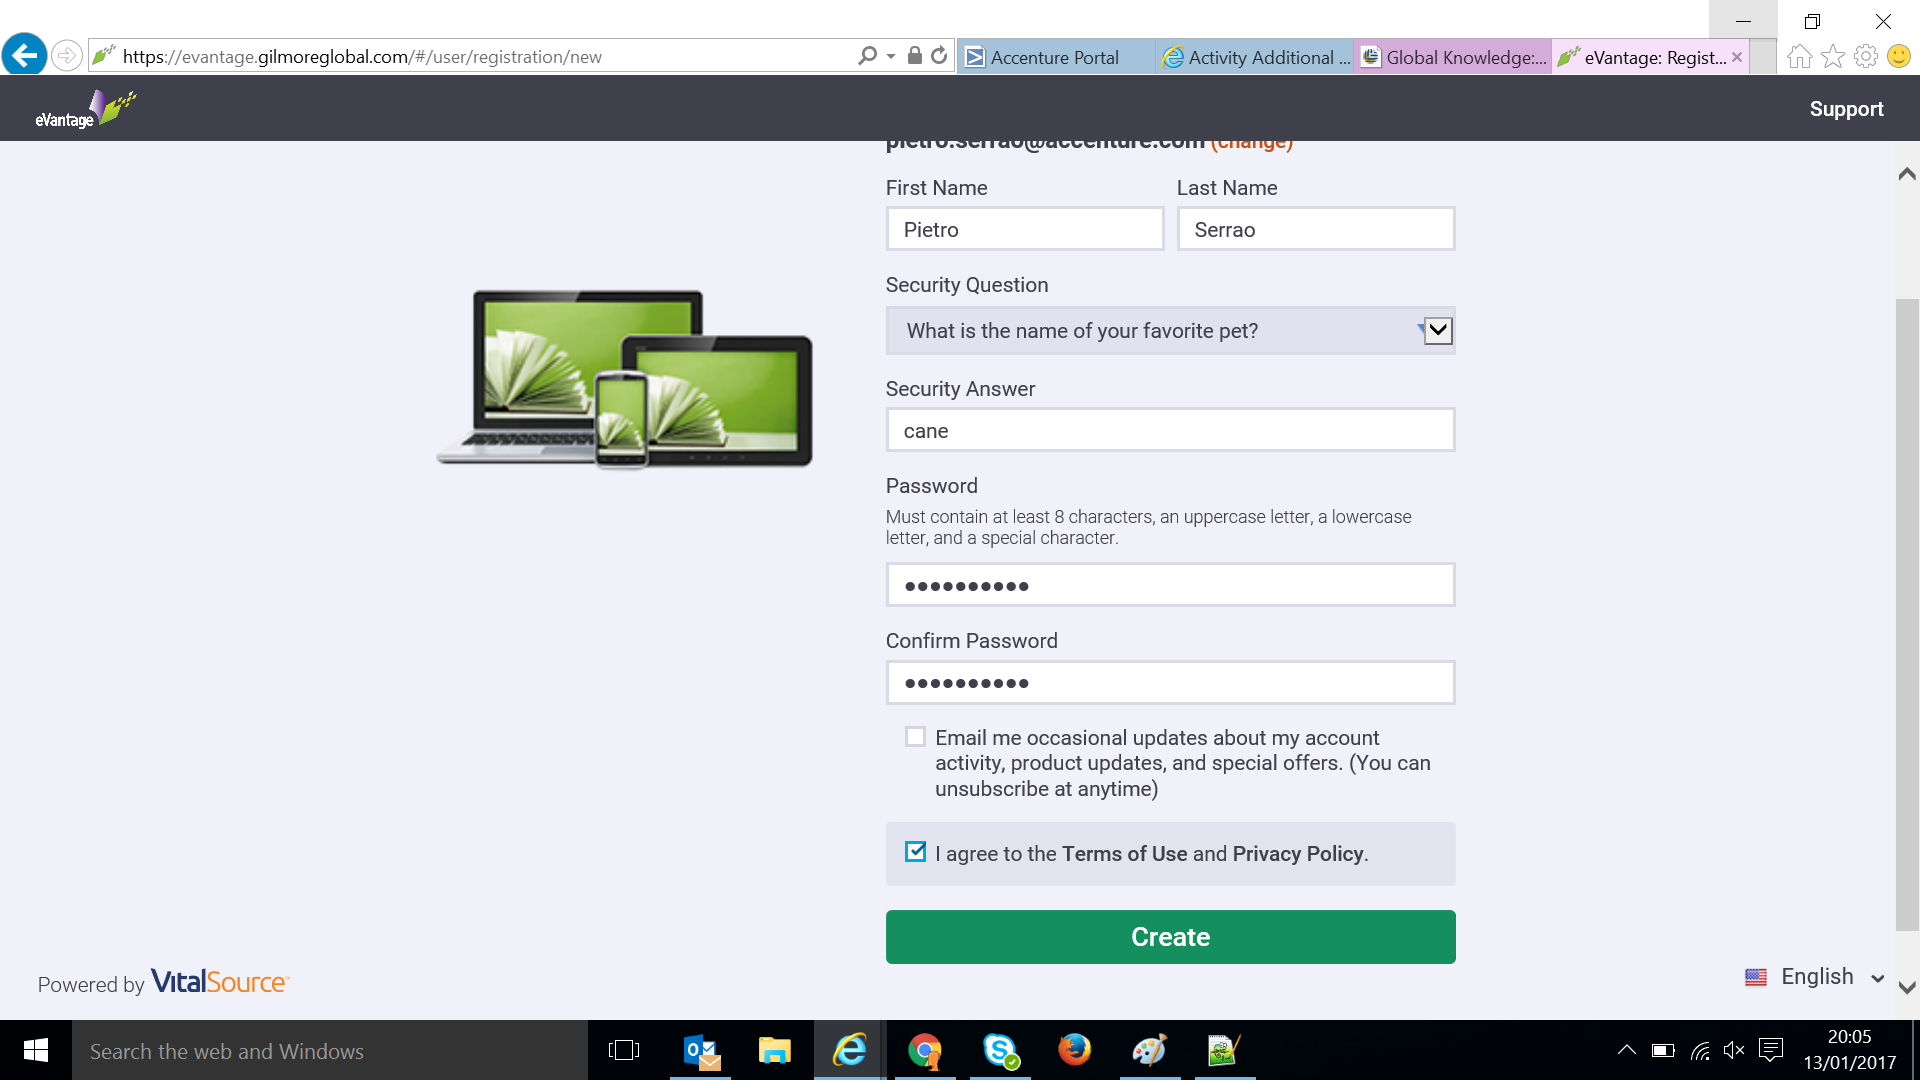 https://evantage.gilmoreglobal.com/#/user/registration/new
Accenture Portal
Activity Additional ...
Global Knowledge:...
eVantage: Regist...
eVantage
Support
pietro.serrao@accenture.com (change)
First Name
Last Name
Pietro
Serrao
Security Question
What is the name of your favorite pet?
Security Answer
cane
Password
Must contain at least 8 characters, an uppercase letter, a lowercase
letter, and a special character.
Confirm Password
Email me occasional updates about my account
activity, product updates, and special offers. (You can
unsubscribe at anytime)
I agree to the Terms of Use and Privacy Policy.
Create
Powered by VitalSource
English
Search the web and Windows
20:05
13/01/2017